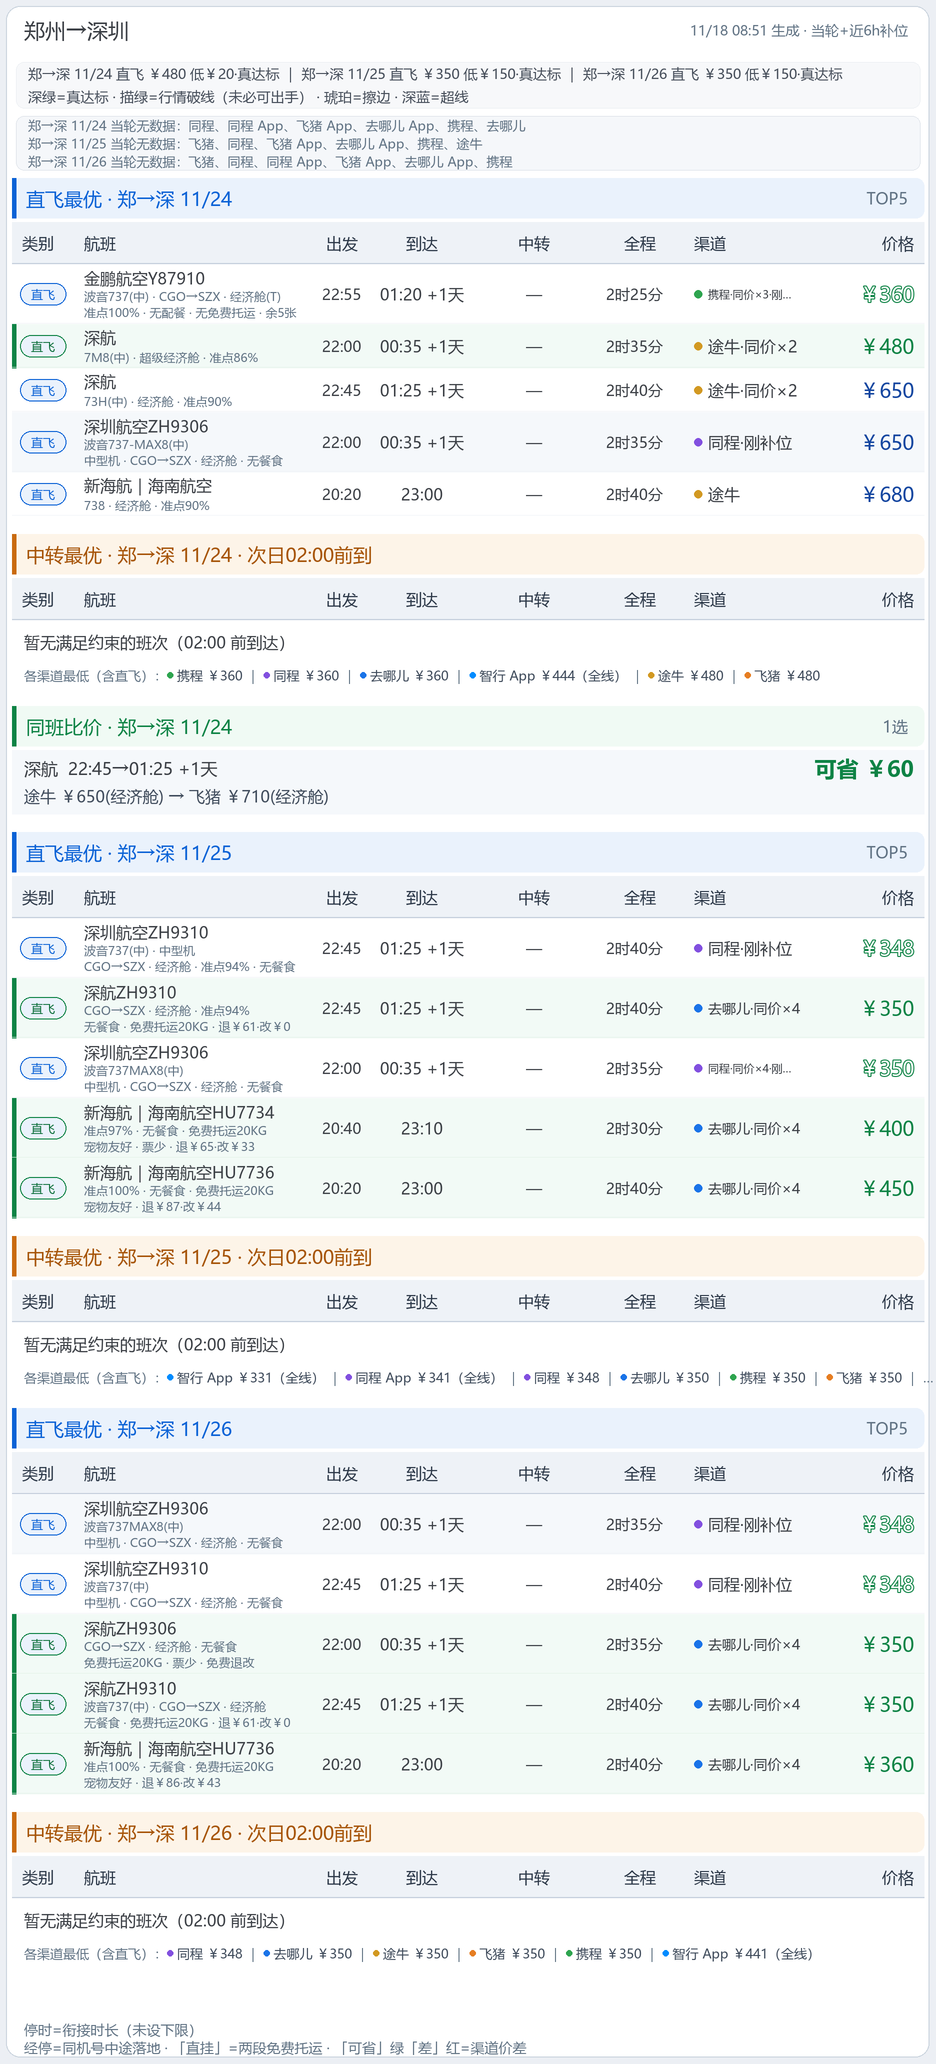 郑州→深圳
11/18 08:51 生成 · 当轮+近6h补位
郑→深 11/24 直飞 ¥480 低¥20·真达标 | 郑→深 11/25 直飞 ¥350 低¥150·真达标 | 郑→深 11/26 直飞 ¥350 低¥150·真达标
深绿=真达标 · 描绿=行情破线（未必可出手） · 琥珀=擦边 · 深蓝=超线
郑→深 11/24 当轮无数据：同程、同程 App、飞猪 App、去哪儿 App、携程、去哪儿
郑→深 11/25 当轮无数据：飞猪、同程、飞猪 App、去哪儿 App、携程、途牛
郑→深 11/26 当轮无数据：飞猪、同程、同程 App、飞猪 App、去哪儿 App、携程
直飞最优 · 郑→深 11/24 TOP5
类别 航班 出发 到达 中转 全程 渠道 价格
金鹏航空Y87910
直飞 波音737(中) · CGO→SZX · 经济舱(T) 22:55 01:20 +1天 — 2时25分 携程·同价×3·刚... ¥360
准点100% · 无配餐 · 无免费托运 · 余5张
深航
直飞 7M8(中) · 超级经济舱 · 准点86% 22:00 00:35 +1天 — 2时35分 途牛·同价×2 ¥480
深航
直飞 73H(中) · 经济舱 · 准点90% 22:45 01:25 +1天 — 2时40分 途牛·同价×2 ¥650
深圳航空ZH9306
直飞 波音737-MAX8(中) 22:00 00:35 +1天 — 2时35分 同程·刚补位 ¥650
中型机 · CGO→SZX · 经济舱 · 无餐食
新海航 | 海南航空
直飞 738 · 经济舱 · 准点90% 20:20 23:00 — 2时40分 途牛 ¥680
中转最优 · 郑→深 11/24 · 次日02:00前到
类别 航班 出发 到达 中转 全程 渠道 价格
暂无满足约束的班次（02:00 前到达）
各渠道最低（含直飞）: 携程 ¥360 | 同程 ¥360 | 去哪儿 ¥360 | 智行 App ¥444（全线） | 途牛 ¥480 | 飞猪 ¥480
同班比价 · 郑→深 11/24 1选
深航 22:45→01:25 +1天 可省 ¥60
途牛 ¥650(经济舱) → 飞猪 ¥710(经济舱)
直飞最优 · 郑→深 11/25 TOP5
类别 航班 出发 到达 中转 全程 渠道 价格
深圳航空ZH9310
直飞 波音737(中) · 中型机 22:45 01:25 +1天 — 2时40分 同程·刚补位 ¥348
CGO→SZX · 经济舱 · 准点94% · 无餐食
深航ZH9310
直飞 CGO→SZX · 经济舱 · 准点94% 22:45 01:25 +1天 — 2时40分 去哪儿·同价×4 ¥350
无餐食 · 免费托运20KG · 退¥61·改¥0
深圳航空ZH9306
直飞 波音737MAX8(中) 22:00 00:35 +1天 — 2时35分 同程·同价×4·刚... ¥350
中型机 · CGO→SZX · 经济舱 · 无餐食
新海航 | 海南航空HU7734
直飞 准点97% · 无餐食 · 免费托运20KG 20:40 23:10 — 2时30分 去哪儿·同价×4 ¥400
宠物友好 · 票少 · 退¥65·改¥33
新海航 | 海南航空HU7736
直飞 准点100% · 无餐食 · 免费托运20KG 20:20 23:00 — 2时40分 去哪儿·同价×4 ¥450
宠物友好 · 退¥87·改¥44
中转最优 · 郑→深 11/25 · 次日02:00前到
类别 航班 出发 到达 中转 全程 渠道 价格
暂无满足约束的班次（02:00 前到达）
各渠道最低（含直飞）: 智行 App ¥331（全线） | 同程 App ¥341（全线） | 同程 ¥348 | 去哪儿 ¥350 | 携程 ¥350 | 飞猪 ¥350 | ...
直飞最优 · 郑→深 11/26 TOP5
类别 航班 出发 到达 中转 全程 渠道 价格
深圳航空ZH9306
直飞 波音737MAX8(中) 22:00 00:35 +1天 — 2时35分 同程·刚补位 ¥348
中型机 · CGO→SZX · 经济舱 · 无餐食
深圳航空ZH9310
直飞 波音737(中) 22:45 01:25 +1天 — 2时40分 同程·刚补位 ¥348
中型机 · CGO→SZX · 经济舱 · 无餐食
深航ZH9306
直飞 CGO→SZX · 经济舱 · 无餐食 22:00 00:35 +1天 — 2时35分 去哪儿·同价×4 ¥350
免费托运20KG · 票少 · 免费退改
深航ZH9310
直飞 波音737(中) · CGO→SZX · 经济舱 22:45 01:25 +1天 — 2时40分 去哪儿·同价×4 ¥350
无餐食 · 免费托运20KG · 退¥61·改¥0
新海航 | 海南航空HU7736
直飞 准点100% · 无餐食 · 免费托运20KG 20:20 23:00 — 2时40分 去哪儿·同价×4 ¥360
宠物友好 · 退¥86·改¥43
中转最优 · 郑→深 11/26 · 次日02:00前到
类别 航班 出发 到达 中转 全程 渠道 价格
暂无满足约束的班次（02:00 前到达）
各渠道最低（含直飞）: 同程 ¥348 | 去哪儿 ¥350 | 途牛 ¥350 | 飞猪 ¥350 | 携程 ¥350 | 智行 App ¥441（全线）
停时=衔接时长（未设下限）
经停=同机号中途落地 · 「直挂」=两段免费托运 · 「可省」绿「差」红=渠道价差